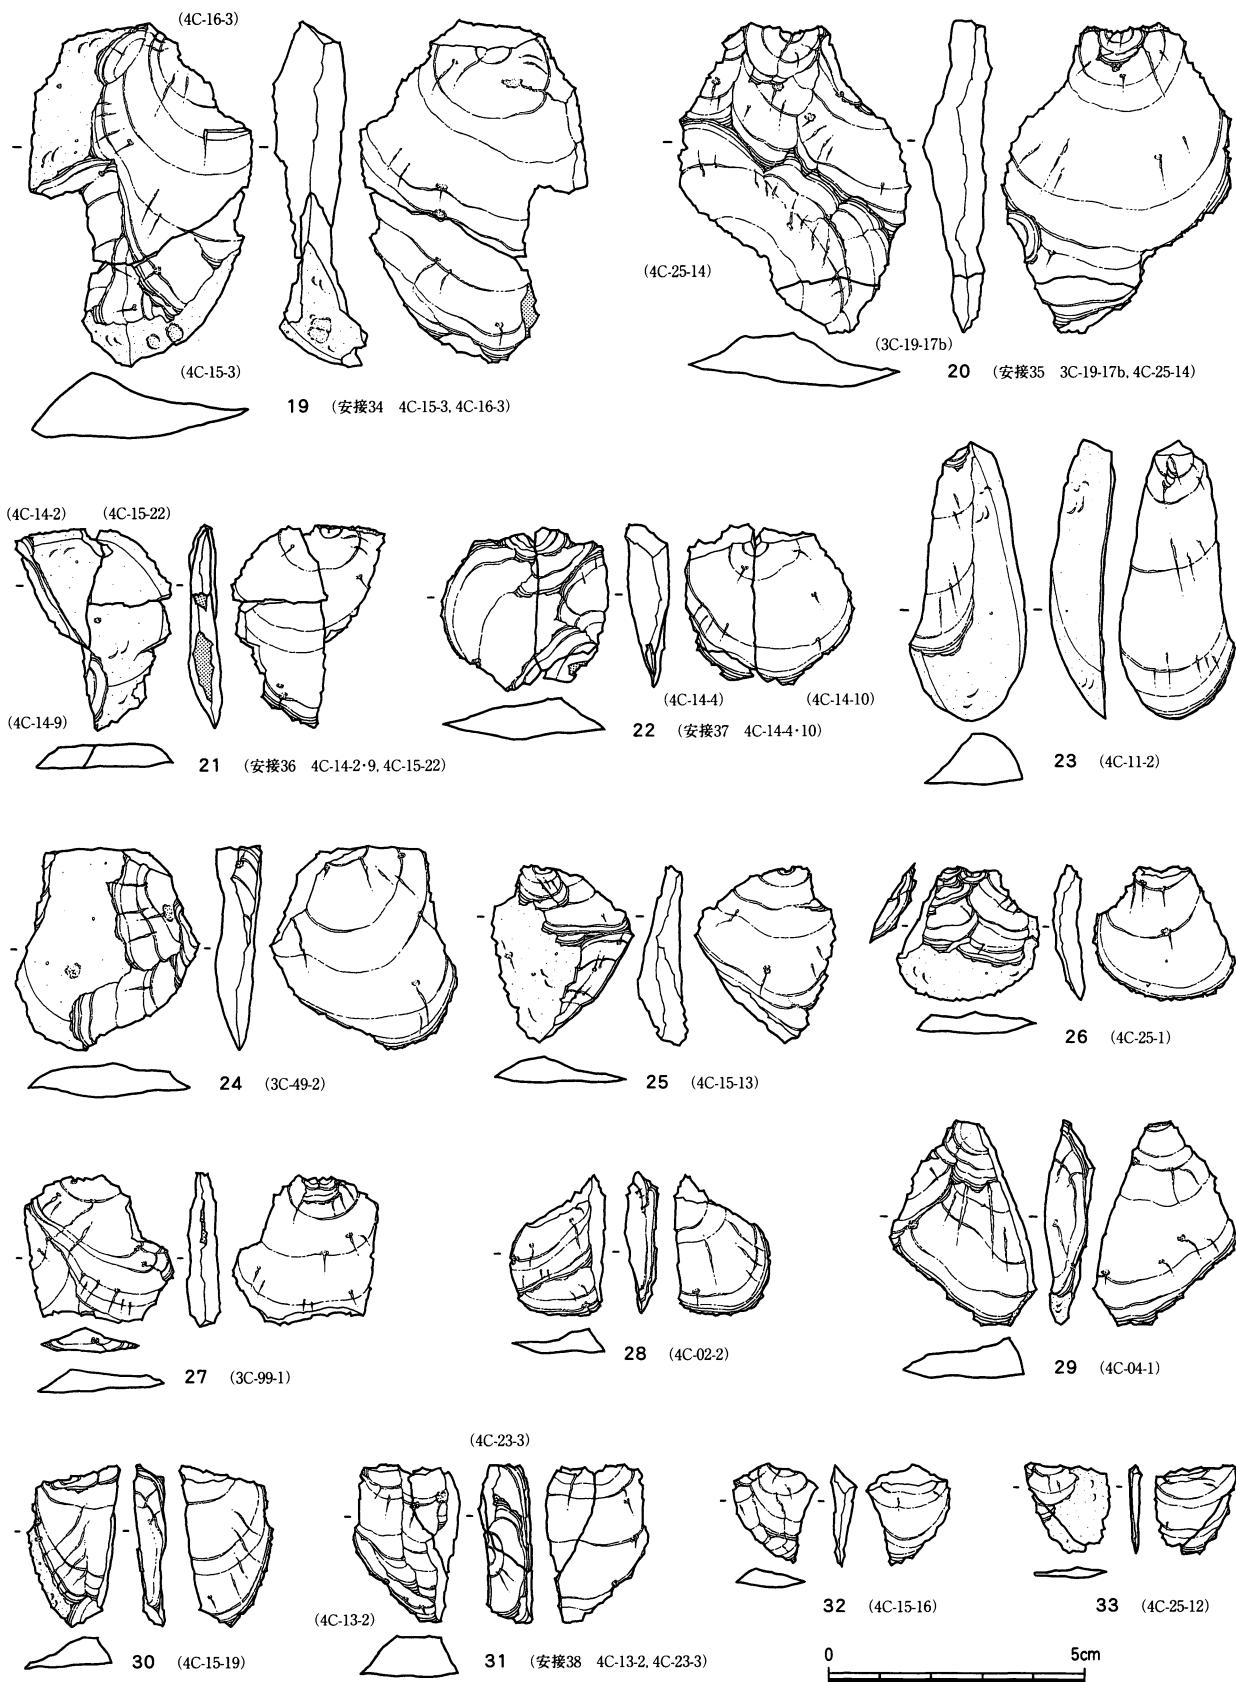 (4C-16-3)
(4C-15-3)
19 (安接34 4C-15-3, 4C-16-3)
(4C-25-14)
(3C-19-17b)
20 (安接35 3C-19-17b, 4C-25-14)
(4C-14-2) (4C-15-22)
(4C-14-9)
21 (安接36 4C-14-2・9, 4C-15-22)
(4C-14-4) (4C-14-10)
22 (安接37 4C-14-4・10)
23 (4C-11-2)
24 (3C-49-2)
25 (4C-15-13)
26 (4C-25-1)
27 (3C-99-1)
28 (4C-02-2)
29 (4C-04-1)
30 (4C-15-19)
(4C-23-3)
(4C-13-2)
31 (安接38 4C-13-2, 4C-23-3)
32 (4C-15-16)
33 (4C-25-12)
0 5cm